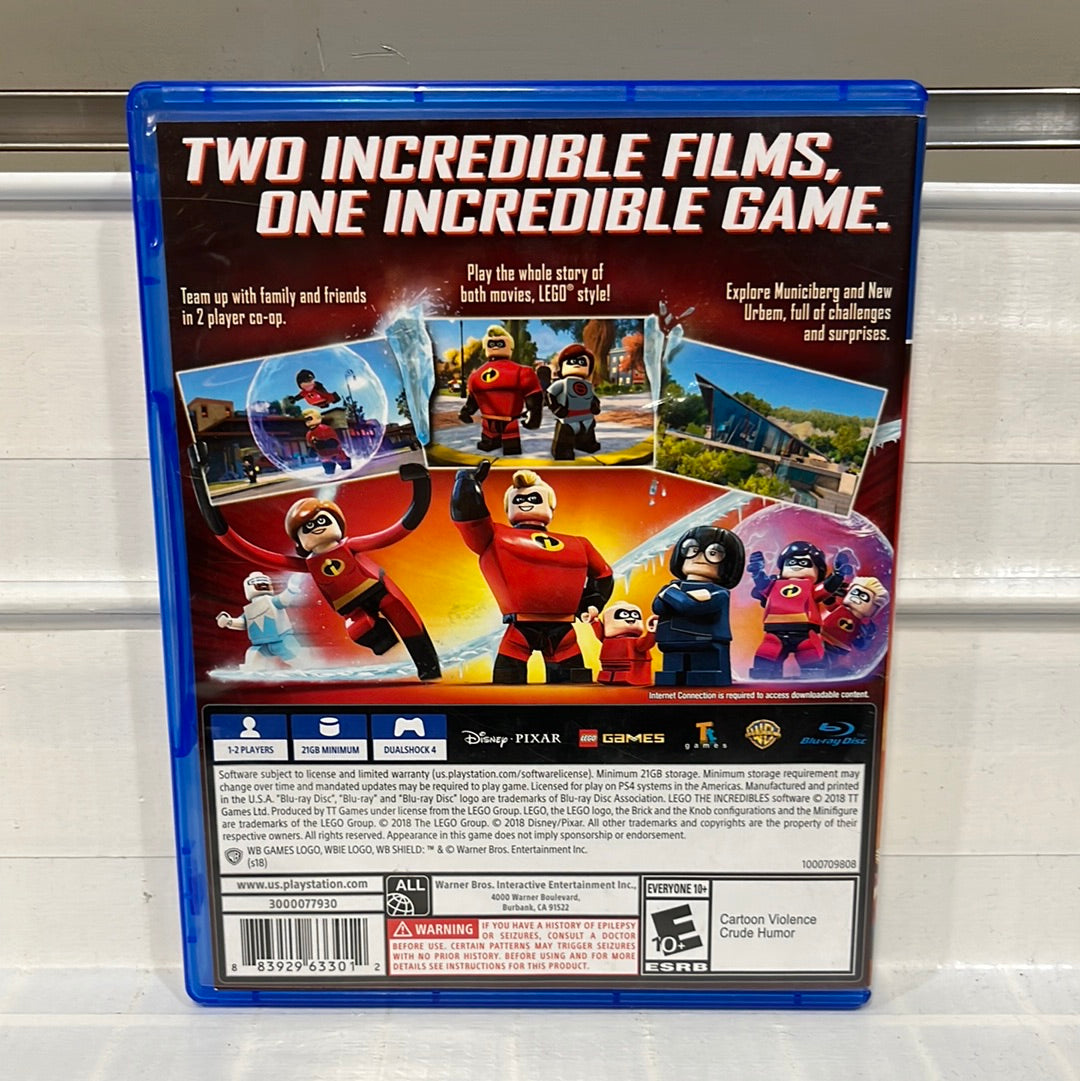 TWO INCREDIBLE FILMS,
ONE INCREDIBLE GAME.
Team up with family and friends
in 2 player co-op.
Play the whole story of
both movies, LEGO® style!
Explore Municiberg and New
Urbem, full of challenges
and surprises.
Internet Connection is required to access downloadable content.
1-2 PLAYERS
21GB MINIMUM
DUALSHOCK 4
Disney · PIXAR
LEGO GAMES
Tt games
WB
Blu-ray Disc™
Software subject to license and limited warranty (us.playstation.com/softwarelicense). Minimum 21GB storage. Minimum storage requirement may
change over time and mandated updates may be required to play game. Licensed for play on PS4 systems in the Americas. Manufactured and printed
in the U.S.A. "Blu-ray Disc", "Blu-ray" and "Blu-ray Disc" logo are trademarks of Blu-ray Disc Association. LEGO THE INCREDIBLES software © 2018 TT
Games Ltd. Produced by TT Games under license from the LEGO Group. LEGO, the LEGO logo, the Brick and the Knob configurations and the Minifigure
are trademarks of the LEGO Group. © 2018 The LEGO Group. © 2018 Disney/Pixar. All other trademarks and copyrights are the property of their
respective owners. All rights reserved. Appearance in this game does not imply sponsorship or endorsement.
WB GAMES LOGO, WBIE LOGO, WB SHIELD: ™ & © Warner Bros. Entertainment Inc.
(s18)
1000709808
www.us.playstation.com
3000077930
8 83929 63301 2
ALL
Warner Bros. Interactive Entertainment Inc.,
4000 Warner Boulevard,
Burbank, CA 91522
WARNING IF YOU HAVE A HISTORY OF EPILEPSY
OR SEIZURES, CONSULT A DOCTOR
BEFORE USE. CERTAIN PATTERNS MAY TRIGGER SEIZURES
WITH NO PRIOR HISTORY. BEFORE USING AND FOR MORE
DETAILS SEE INSTRUCTIONS FOR THIS PRODUCT.
EVERYONE 10+
E
10+
ESRB
Cartoon Violence
Crude Humor